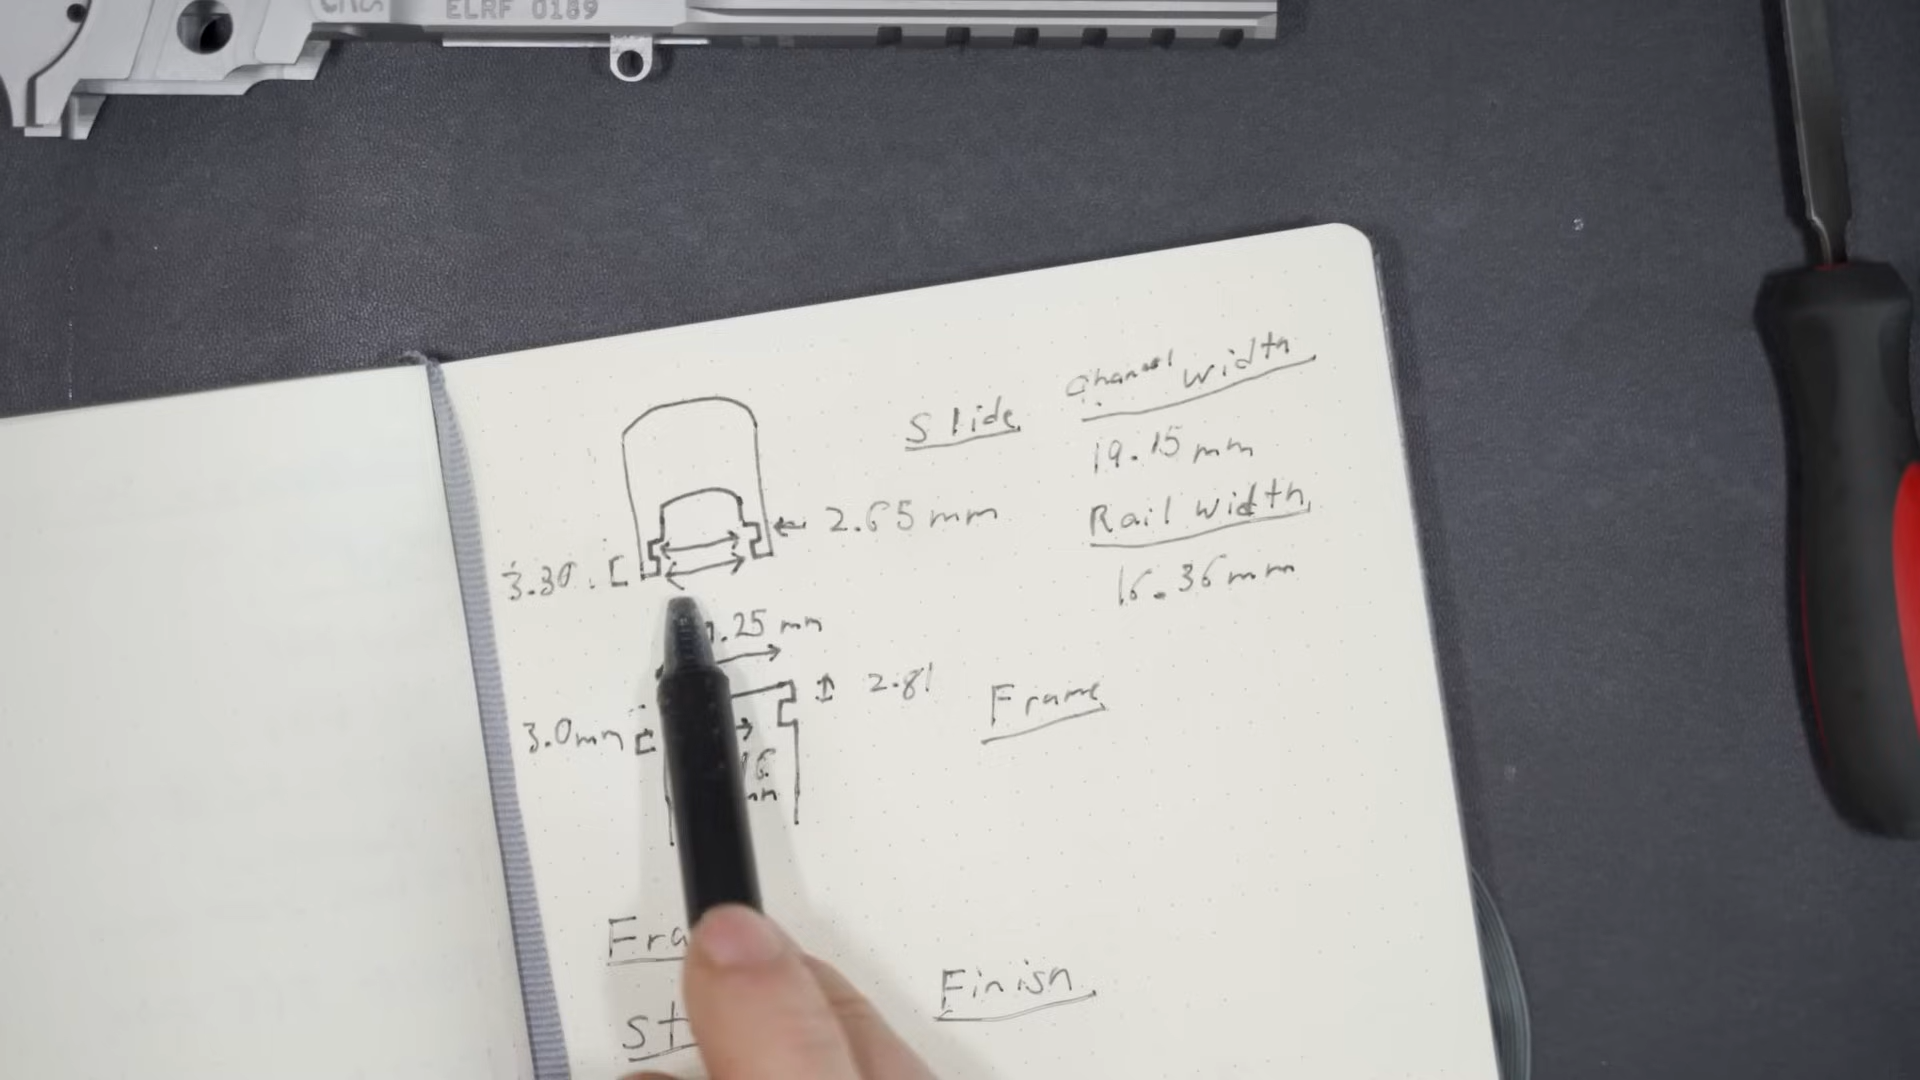 ELRF 0189
Slide
Channel width
19.15 mm
2.65 mm
Rail width
3.30
16.36 mm
.25 mm
2.81
Frame
3.0mm
Finish